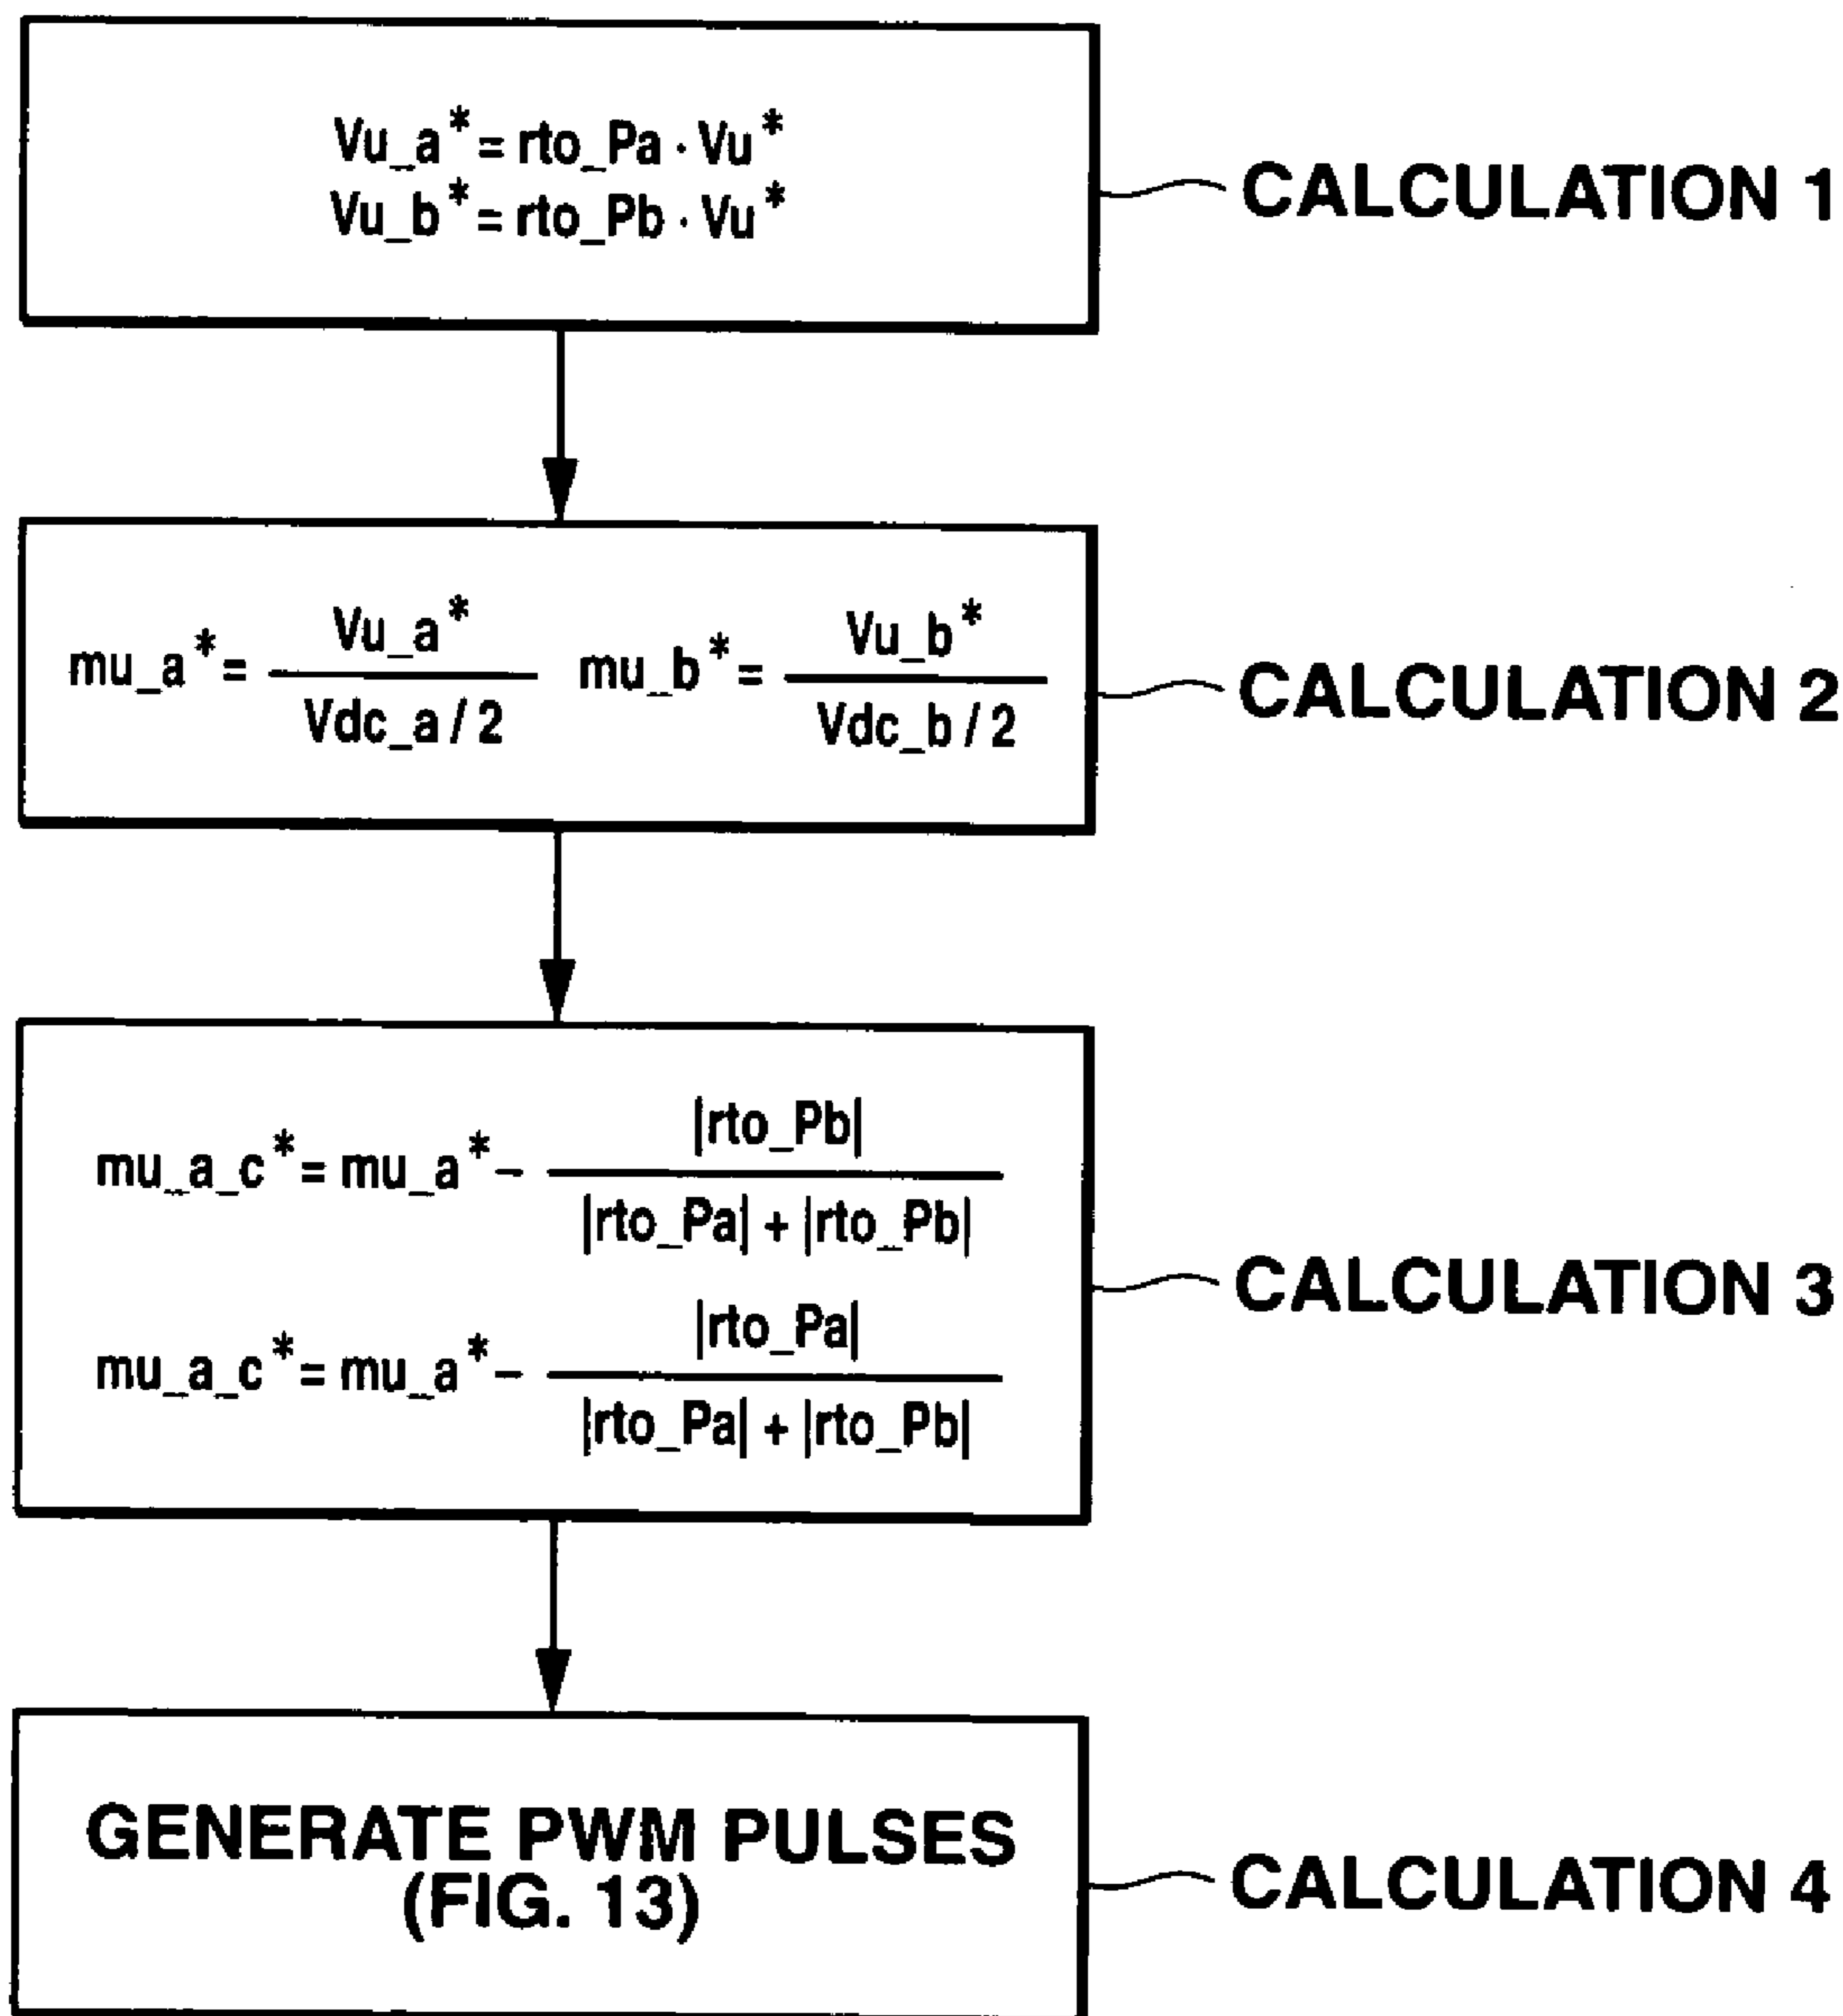 Vu_a* = rto_Pa · Vu*
Vu_b* = rto_Pb · Vu*
CALCULATION 1
mu_a* = Vu_a* / (Vdc_a / 2) mu_b* = Vu_b* / (Vdc_b / 2)
CALCULATION 2
mu_a_c* = mu_a* − |rto_Pb| / (|rto_Pa| + |rto_Pb|)
mu_a_c* = mu_a* − |rto_Pa| / (|rto_Pa| + |rto_Pb|)
CALCULATION 3
GENERATE PWM PULSES
(FIG. 13)
CALCULATION 4